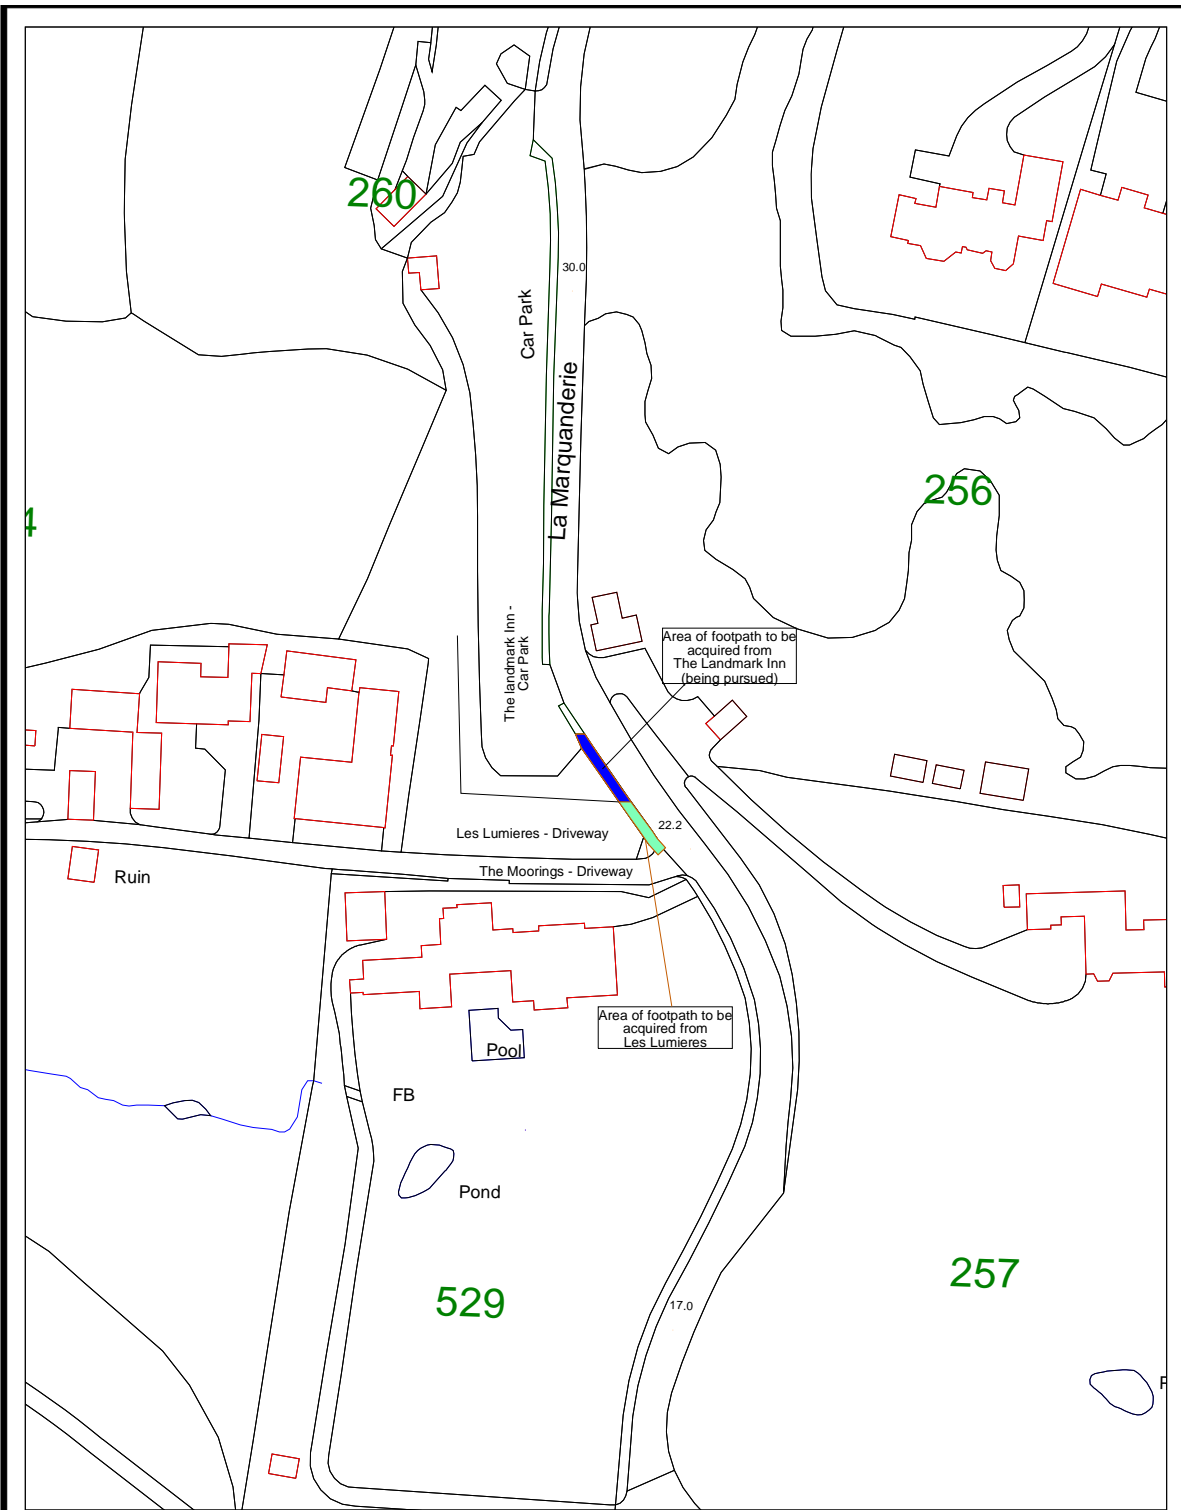 260
30.0
Car Park
La Marquanderie
256
4
The landmark Inn -
Car Park
Area of footpath to be
acquired from
The Landmark Inn
(being pursued)
22.2
Les Lumieres - Driveway
The Moorings - Driveway
Ruin
Area of footpath to be
acquired from
Les Lumieres
Pool
FB
Pond
257
529
17.0